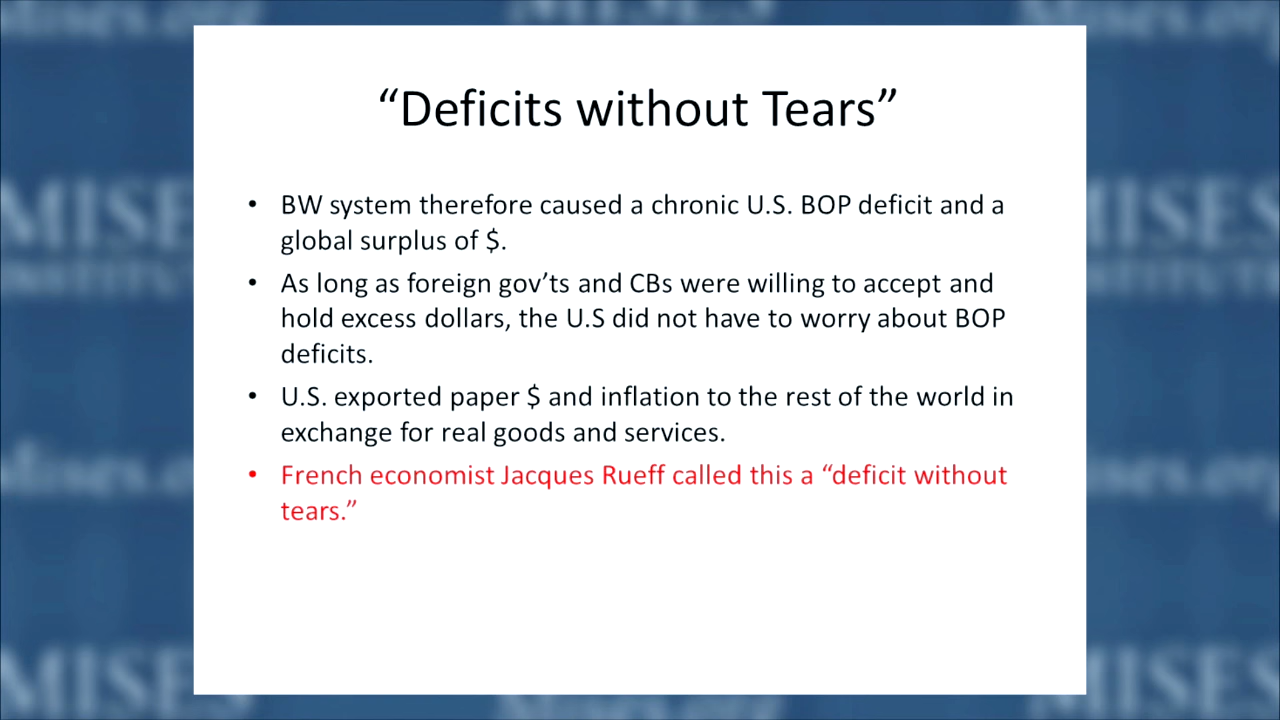 “Deficits without Tears”
• BW system therefore caused a chronic U.S. BOP deficit and a
global surplus of $.
• As long as foreign gov’ts and CBs were willing to accept and
hold excess dollars, the U.S did not have to worry about BOP
deficits.
• U.S. exported paper $ and inflation to the rest of the world in
exchange for real goods and services.
• French economist Jacques Rueff called this a “deficit without
tears.”